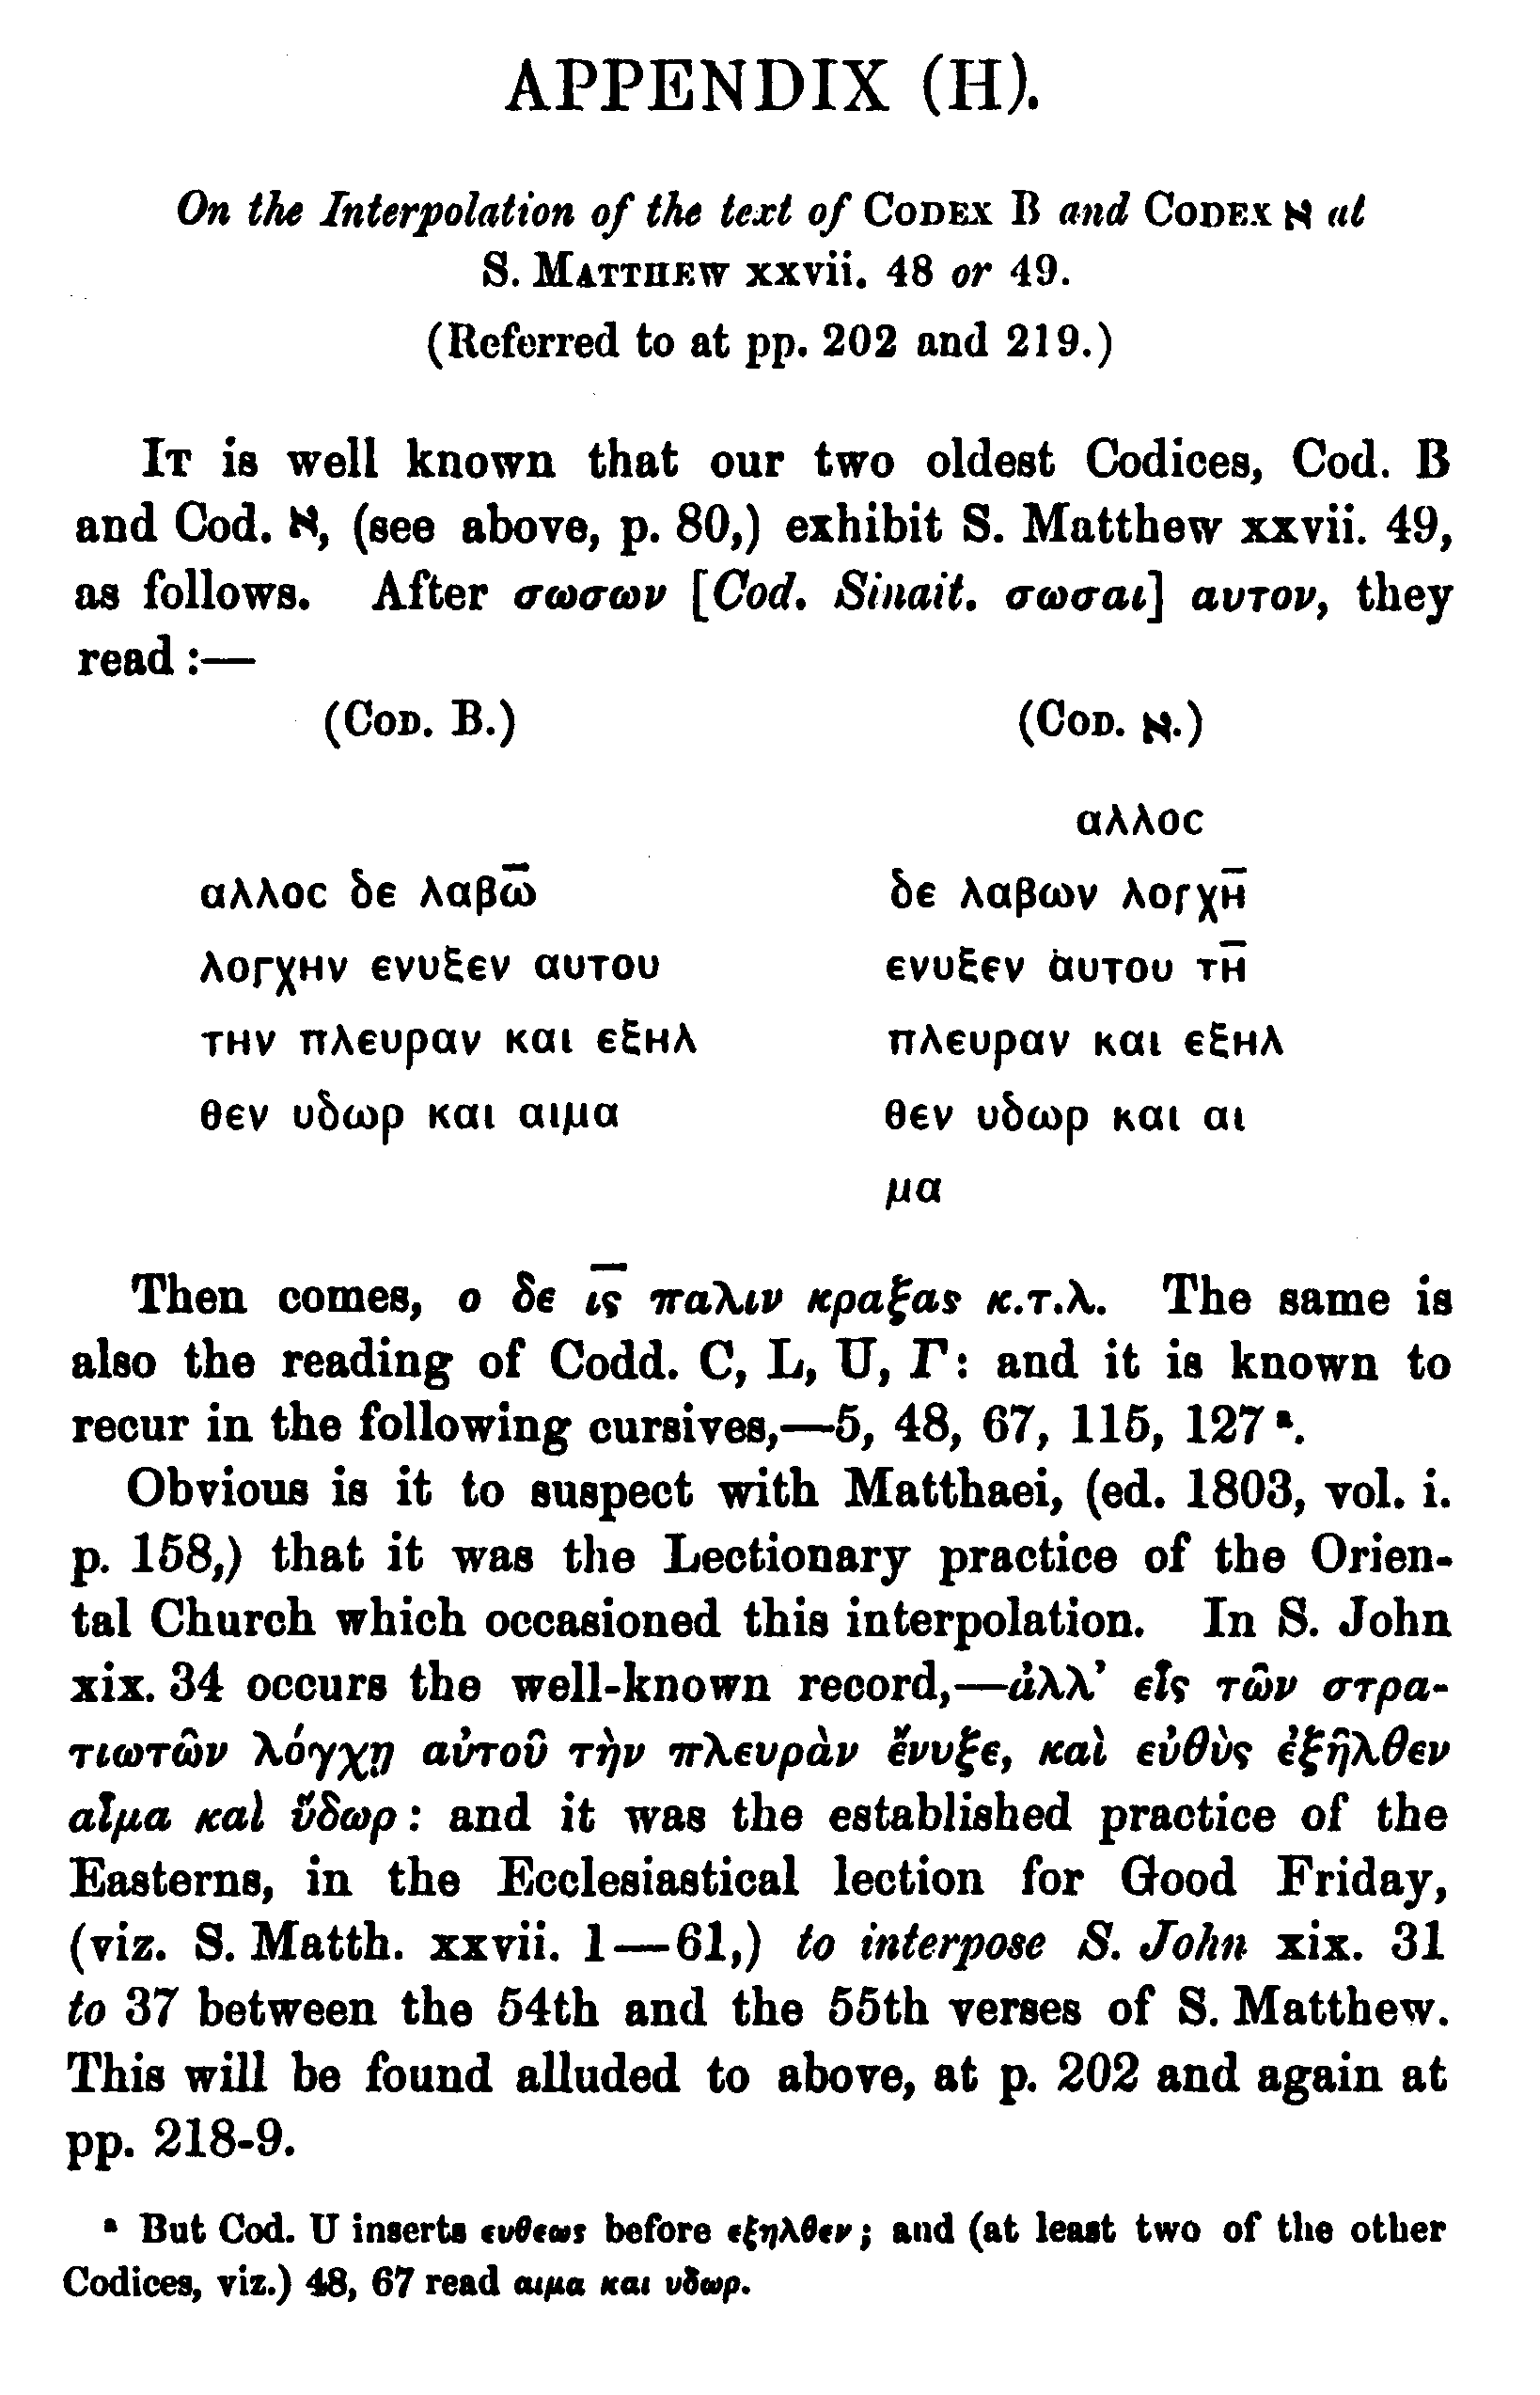 APPENDIX (H).
On the Interpolation of the text of CODEX B and CODEX א at
S. MATTHEW xxvii. 48 or 49.
(Referred to at pp. 202 and 219.)
IT is well known that our two oldest Codices, Cod. B
and Cod. א, (see above, p. 80,) exhibit S. Matthew xxvii. 49,
as follows. After σωσων [Cod. Sinait. σωσαι] αυτον, they
read :—
(COD. B.) (COD. א.)
αλλος
αλλος δε λαβω̅ δε λαβων λογχη̅
λογχην ενυξεν αυτου ενυξεν ὰυτου τη̅
την πλευραν και εξηλ πλευραν και εξηλ
θεν υδωρ και αιμα θεν υδωρ και αι
μα
Then comes, ο δε ι̅ς̅ παλιν κραξας κ.τ.λ. The same is
also the reading of Codd. C, L, U, Γ: and it is known to
recur in the following cursives,—5, 48, 67, 115, 127 ª.
Obvious is it to suspect with Matthaei, (ed. 1803, vol. i.
p. 158,) that it was the Lectionary practice of the Orien-
tal Church which occasioned this interpolation. In S. John
xix. 34 occurs the well-known record,—ἀλλ’ εἷς τῶν στρα-
τιωτῶν λόγχῃ αὐτοῦ τὴν πλευρὰν ἔνυξε, καὶ εὐθὺς ἐξῆλθεν
αἷμα καὶ ὕδωρ: and it was the established practice of the
Easterns, in the Ecclesiastical lection for Good Friday,
(viz. S. Matth. xxvii. 1—61,) to interpose S. John xix. 31
to 37 between the 54th and the 55th verses of S. Matthew.
This will be found alluded to above, at p. 202 and again at
pp. 218-9.
ª But Cod. U inserts ευθεως before εξηλθεν; and (at least two of the other
Codices, viz.) 48, 67 read αιμα και υδωρ.